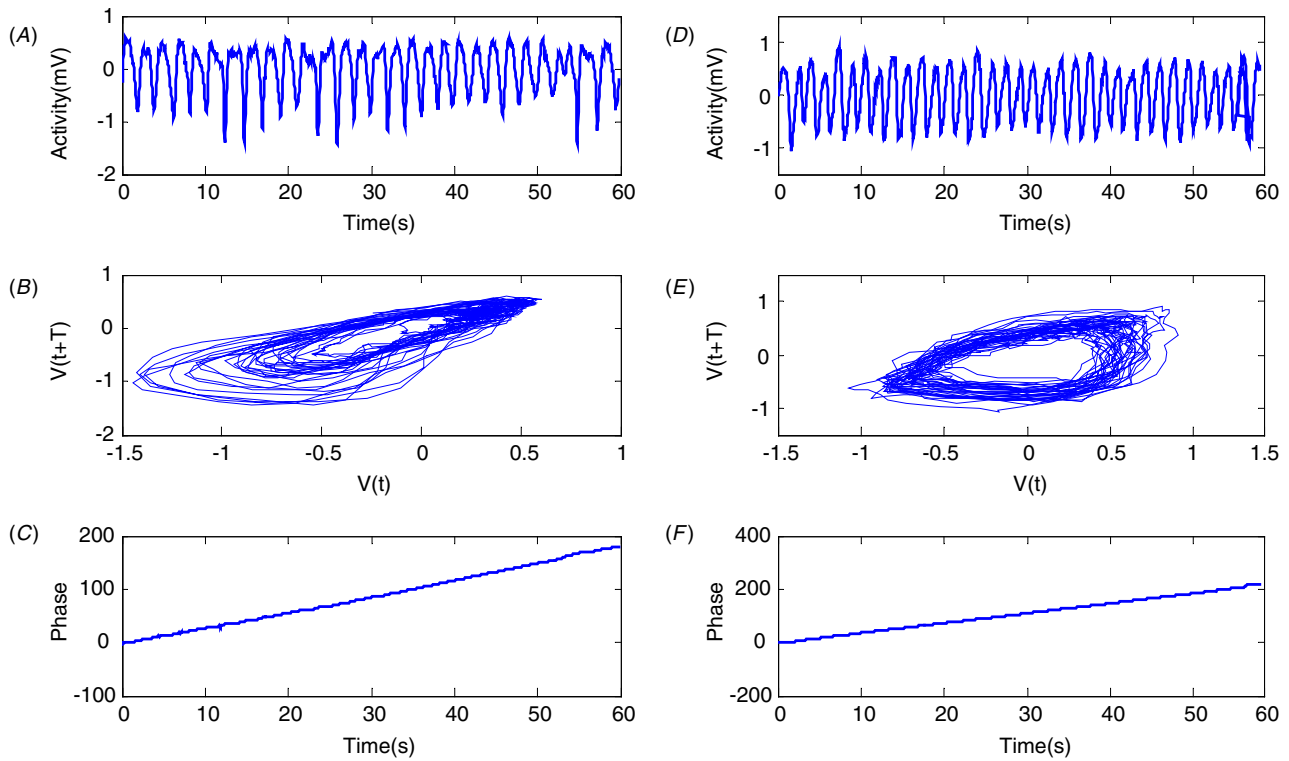 (A)
Activity(mV)
1
0
-1
-2
0 10 20 30 40 50 60
Time(s)
(B)
V(t+T)
1
0
-1
-2
-1.5 -1 -0.5 0 0.5 1
V(t)
(C)
Phase
200
100
0
-100
0 10 20 30 40 50 60
Time(s)
(D)
Activity(mV)
1
0
-1
0 10 20 30 40 50 60
Time(s)
(E)
V(t+T)
1
0
-1
-1.5 -1 -0.5 0 0.5 1 1.5
V(t)
(F)
Phase
400
200
0
-200
0 10 20 30 40 50 60
Time(s)